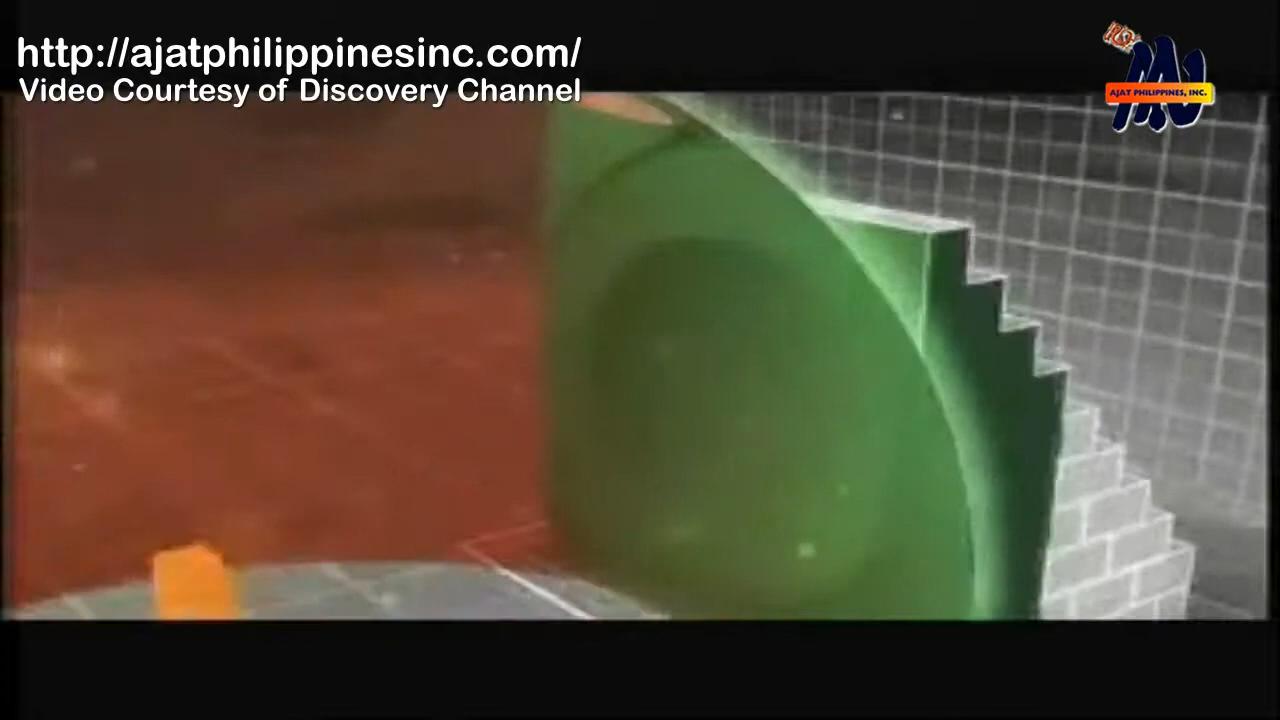 http://ajatphilippinesinc.com/
Video Courtesy of Discovery Channel
AJAT PHILIPPINES, INC.